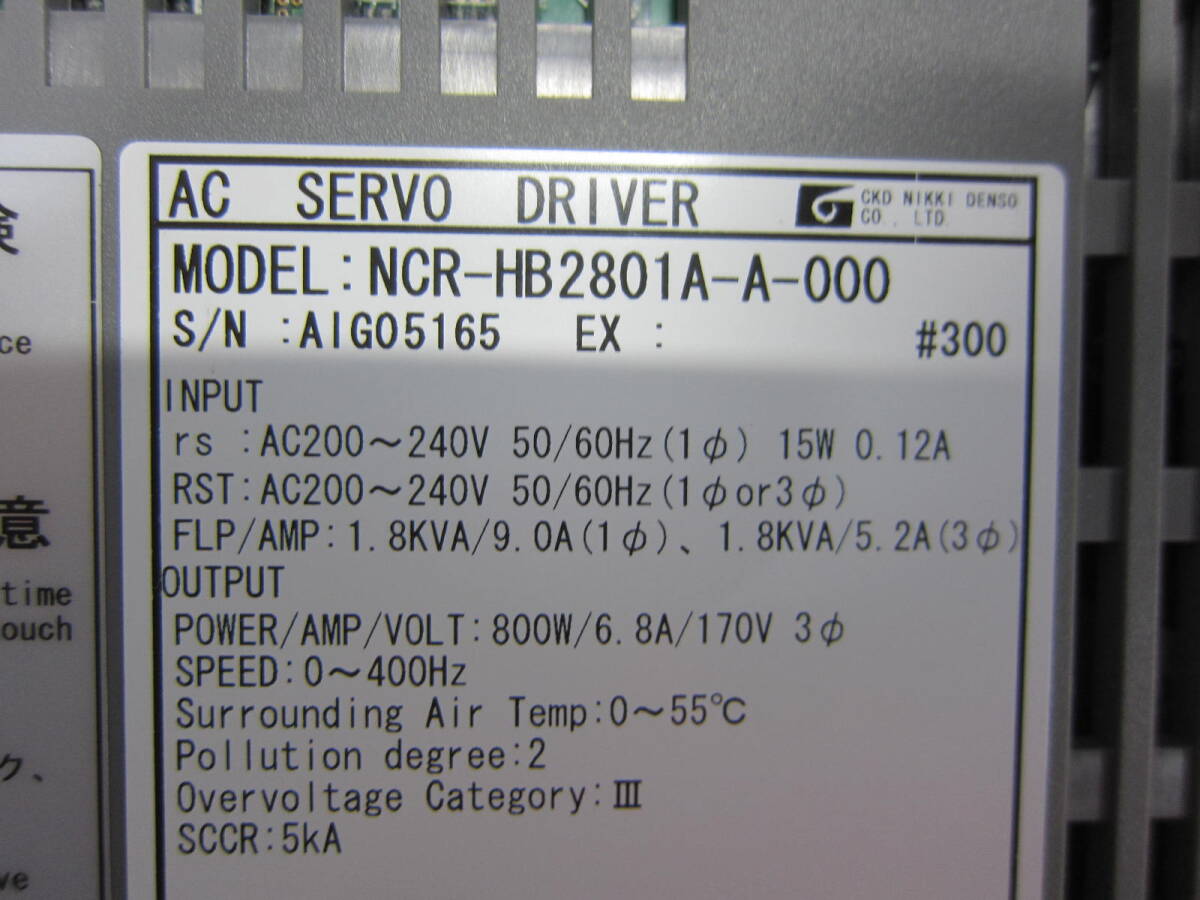 AC SERVO DRIVER
CKD NIKKI DENSO
CO., LTD.
MODEL:NCR-HB2801A-A-000
S/N :AIG05165 EX : #300
INPUT
rs :AC200～240V 50/60Hz(1φ) 15W 0.12A
RST:AC200～240V 50/60Hz(1φor3φ)
FLP/AMP:1.8KVA/9.0A(1φ)、1.8KVA/5.2A(3φ)
OUTPUT
POWER/AMP/VOLT:800W/6.8A/170V 3φ
SPEED:0～400Hz
Surrounding Air Temp:0～55℃
Pollution degree:2
Overvoltage Category:Ⅲ
SCCR:5kA
意
time
ouch
ク、